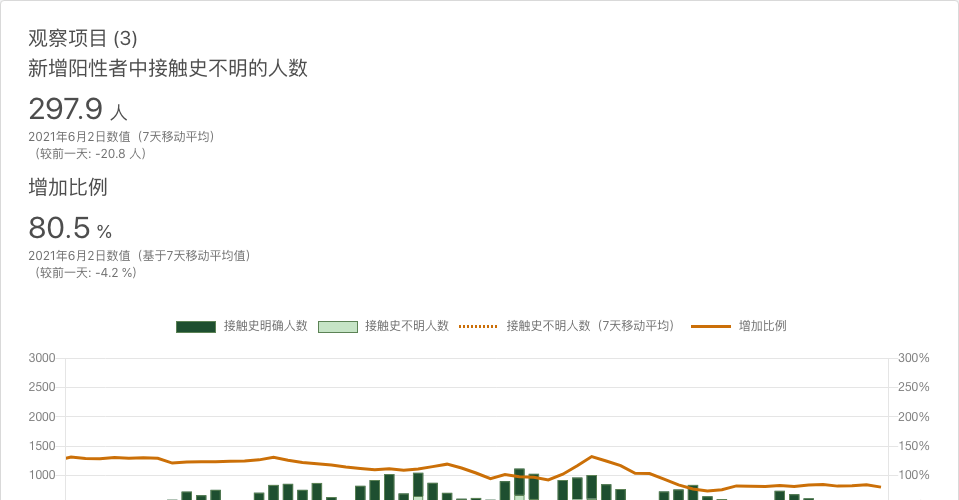 观察项目 (3)
新增阳性者中接触史不明的人数
297.9 人
2021年6月2日数值（7天移动平均）
（较前一天: -20.8 人）
增加比例
80.5 %
2021年6月2日数值（基于7天移动平均值）
（较前一天: -4.2 %）
接触史明确人数 接触史不明人数 接触史不明人数（7天移动平均） 增加比例
3000 300%
2500 250%
2000 200%
1500 150%
1000 100%